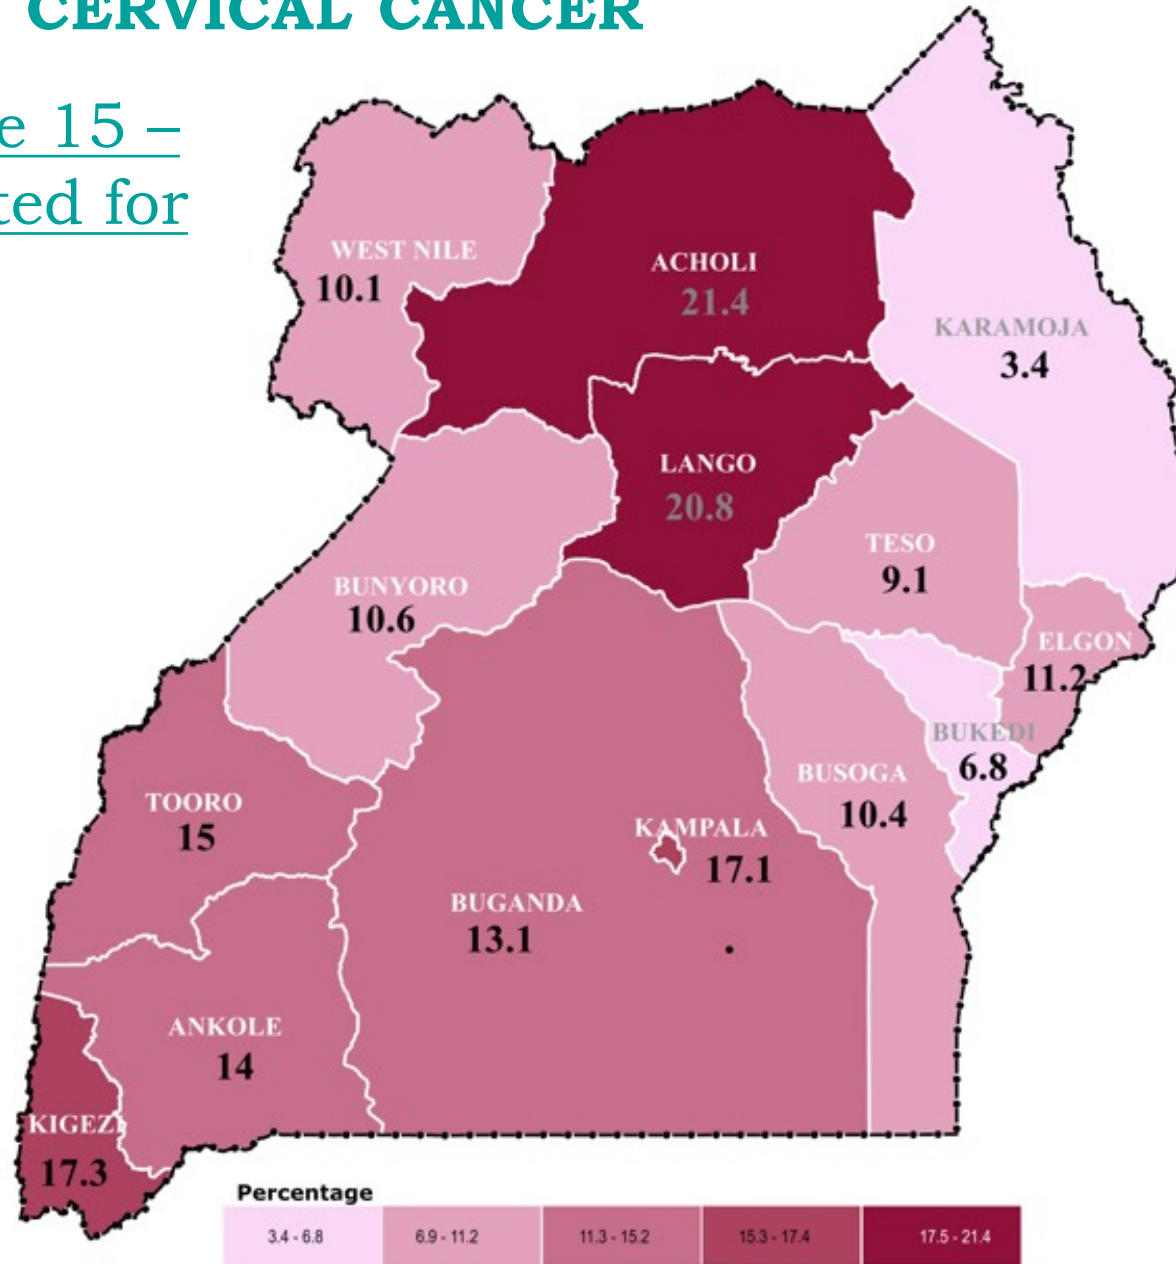 CERVICAL CANCER
e 15 –
ted for
WEST NILE
10.1
ACHOLI
21.4
KARAMOJA
3.4
LANGO
20.8
TESO
9.1
BUNYORO
10.6
ELGON
11.2
BUKEDI
6.8
BUSOGA
10.4
TOORO
15
KAMPALA
17.1
BUGANDA
13.1
ANKOLE
14
KIGEZI
17.3
Percentage
3.4 - 6.8
6.9 - 11.2
11.3 - 15.2
15.3 - 17.4
17.5 - 21.4